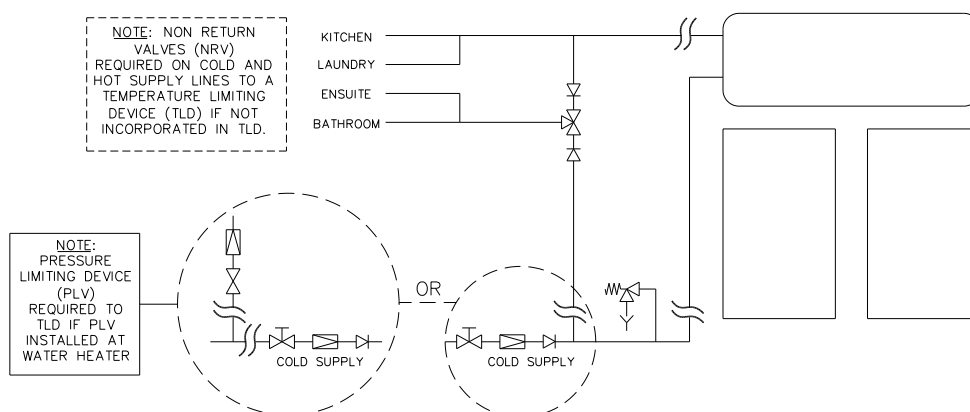 NOTE: NON RETURN
VALVES (NRV)
REQUIRED ON COLD AND
HOT SUPPLY LINES TO A
TEMPERATURE LIMITING
DEVICE (TLD) IF NOT
INCORPORATED IN TLD.
KITCHEN
LAUNDRY
ENSUITE
BATHROOM
NOTE:
PRESSURE
LIMITING DEVICE
(PLV)
REQUIRED TO
TLD IF PLV
INSTALLED AT
WATER HEATER
OR
COLD SUPPLY
COLD SUPPLY